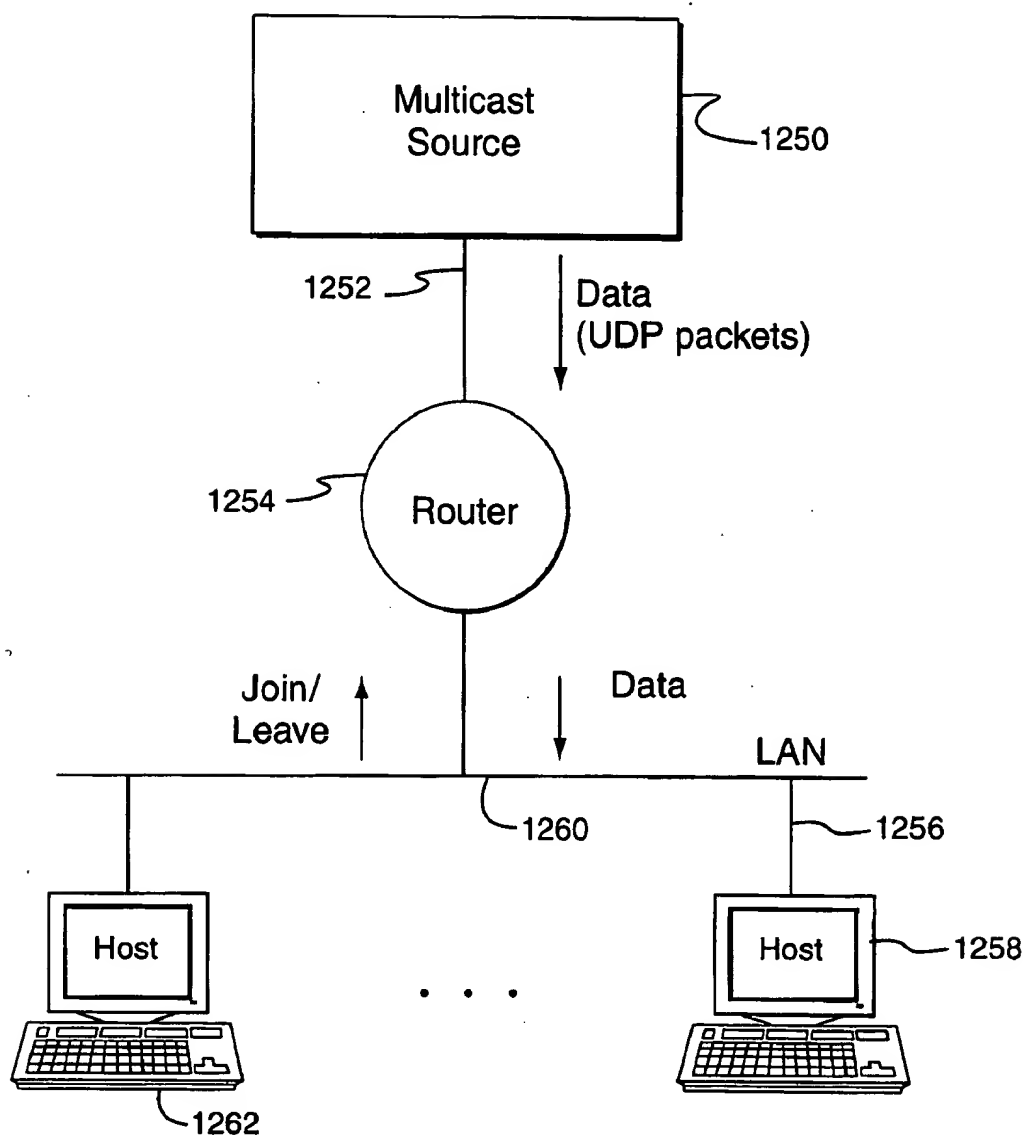 Multicast
Source
1250
1252
Data
(UDP packets)
1254
Router
Join/
Leave
Data
LAN
1260
1256
Host
Host
1258
1262